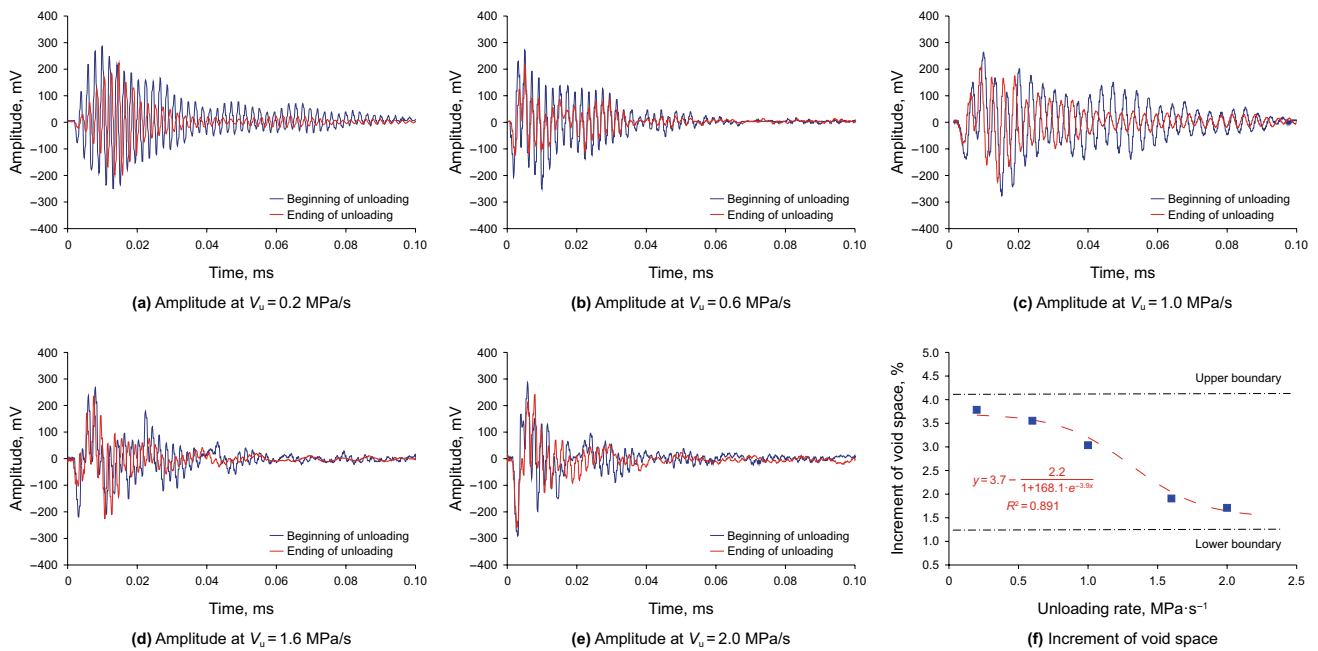 400
300
200
100
0
−100
−200
−300
−400
Amplitude, mV
Beginning of unloading
Ending of unloading
0 0.02 0.04 0.06 0.08 0.10
Time, ms
(a) Amplitude at Vu = 0.2 MPa/s
400
300
200
100
0
−100
−200
−300
−400
Amplitude, mV
Beginning of unloading
Ending of unloading
0 0.02 0.04 0.06 0.08 0.10
Time, ms
(b) Amplitude at Vu = 0.6 MPa/s
400
300
200
100
0
−100
−200
−300
−400
Amplitude, mV
Beginning of unloading
Ending of unloading
0 0.02 0.04 0.06 0.08 0.10
Time, ms
(c) Amplitude at Vu = 1.0 MPa/s
400
300
200
100
0
−100
−200
−300
−400
Amplitude, mV
Beginning of unloading
Ending of unloading
0 0.02 0.04 0.06 0.08 0.10
Time, ms
(d) Amplitude at Vu = 1.6 MPa/s
400
300
200
100
0
−100
−200
−300
−400
Amplitude, mV
Beginning of unloading
Ending of unloading
0 0.02 0.04 0.06 0.08 0.10
Time, ms
(e) Amplitude at Vu = 2.0 MPa/s
5.0
4.5
4.0
3.5
3.0
2.5
2.0
1.5
1.0
0.5
Increment of void space, %
Upper boundary
y = 3.7 − 2.2 / 1+168.1·e^−3.9x
R² = 0.891
Lower boundary
0 0.5 1.0 1.5 2.0 2.5
Unloading rate, MPa·s⁻¹
(f) Increment of void space